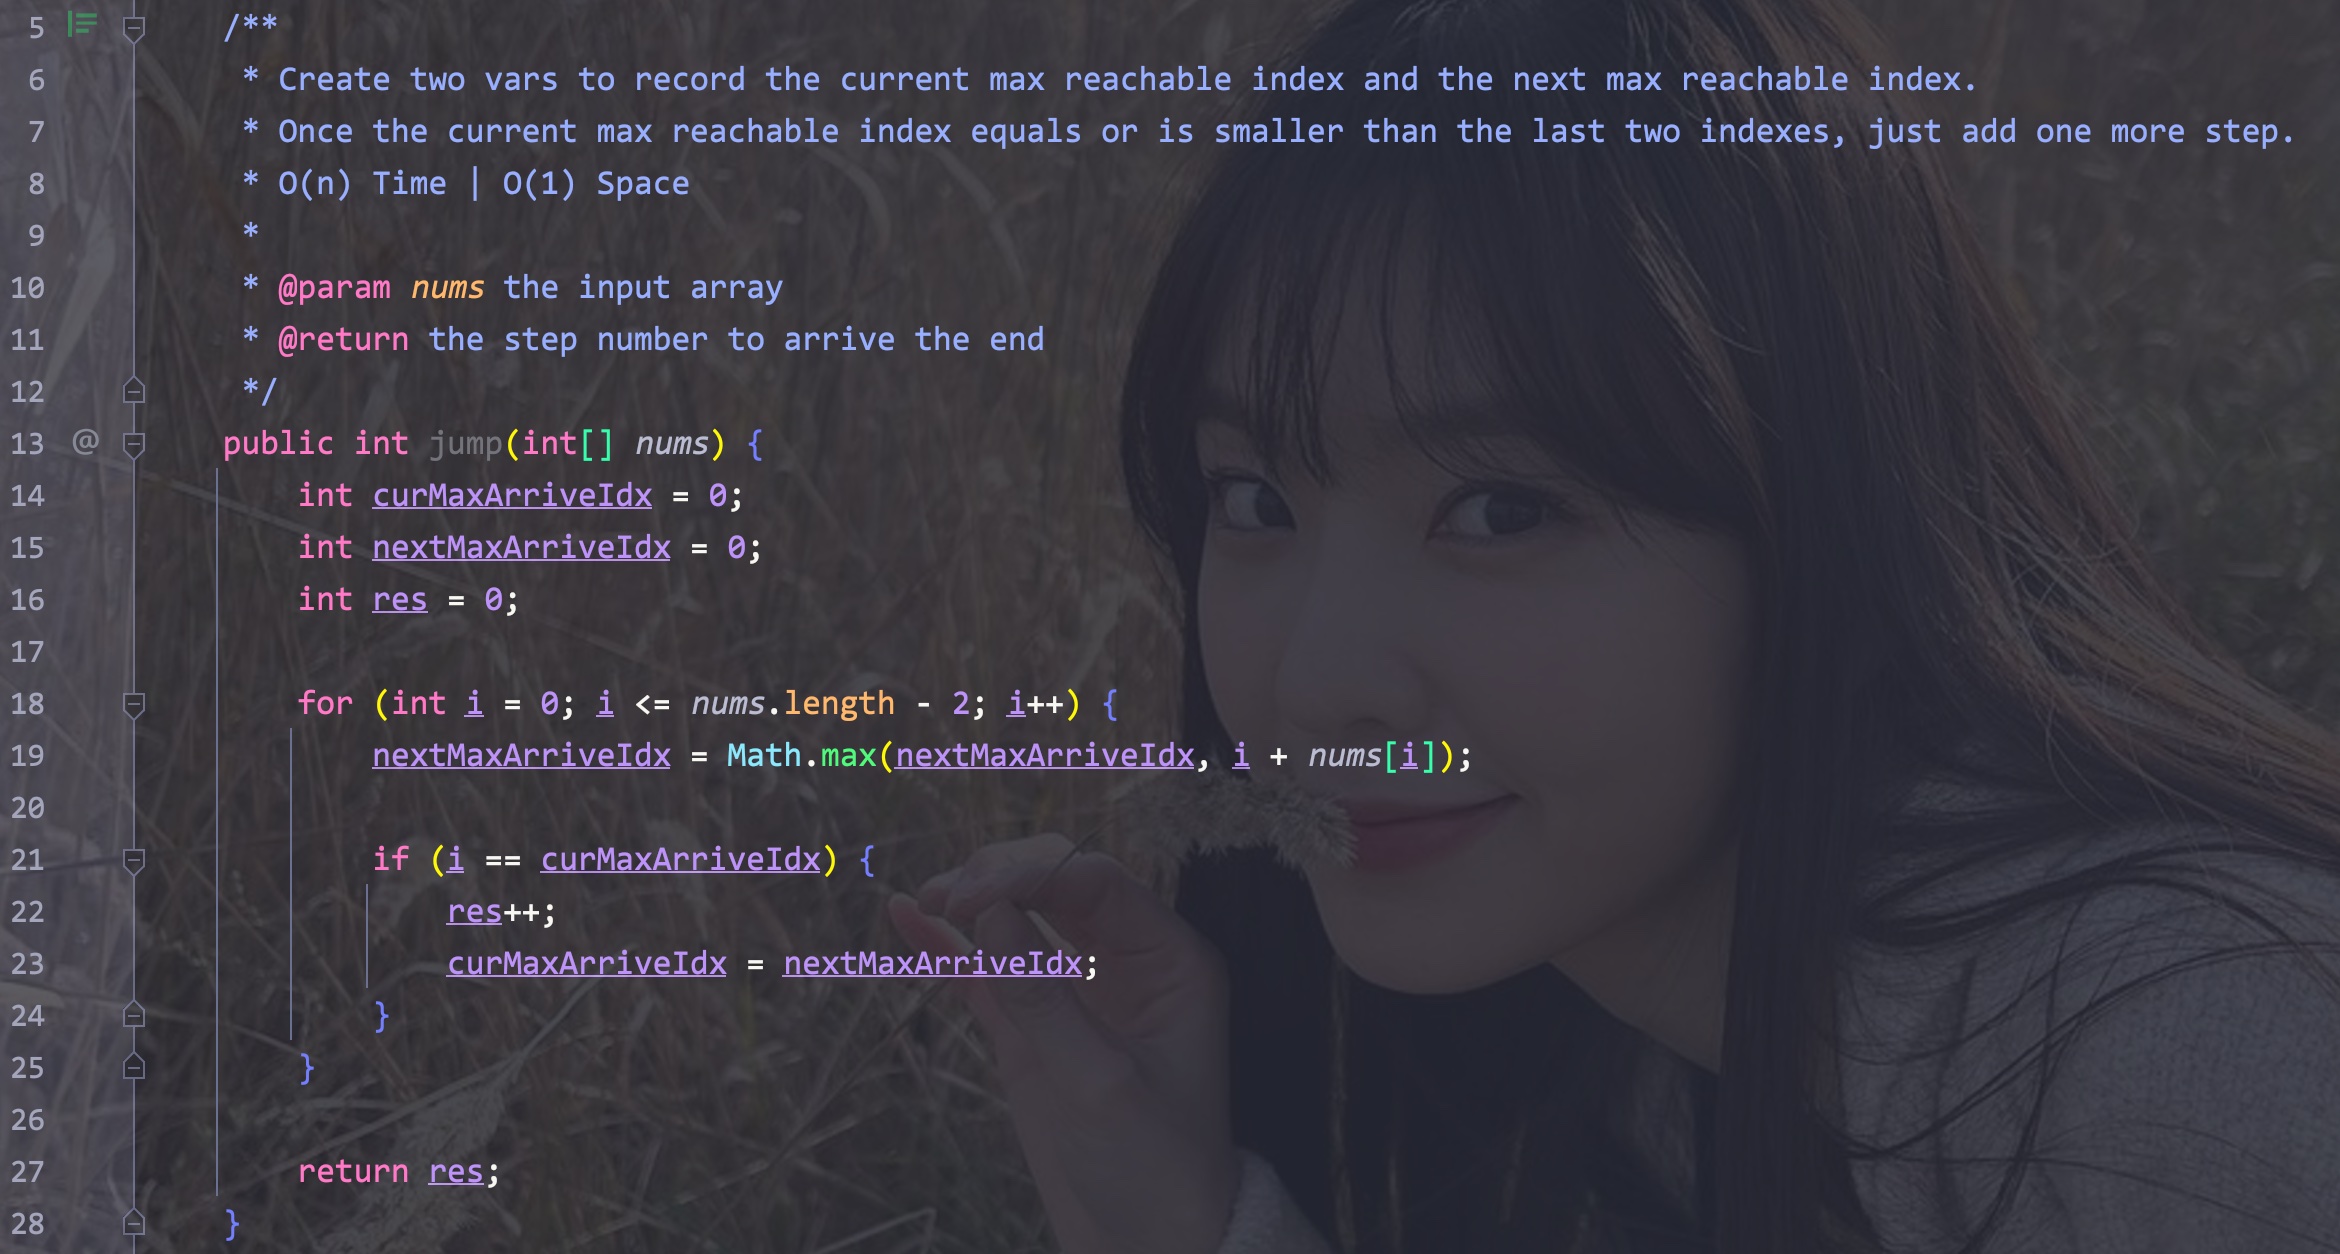 5 /**
6 * Create two vars to record the current max reachable index and the next max reachable index.
7 * Once the current max reachable index equals or is smaller than the last two indexes, just add one more step.
8 * O(n) Time | O(1) Space
9 *
10 * @param nums the input array
11 * @return the step number to arrive the end
12 */
13 @ public int jump(int[] nums) {
14 int curMaxArriveIdx = 0;
15 int nextMaxArriveIdx = 0;
16 int res = 0;
17
18 for (int i = 0; i <= nums.length - 2; i++) {
19 nextMaxArriveIdx = Math.max(nextMaxArriveIdx, i + nums[i]);
20
21 if (i == curMaxArriveIdx) {
22 res++;
23 curMaxArriveIdx = nextMaxArriveIdx;
24 }
25 }
26
27 return res;
28 }